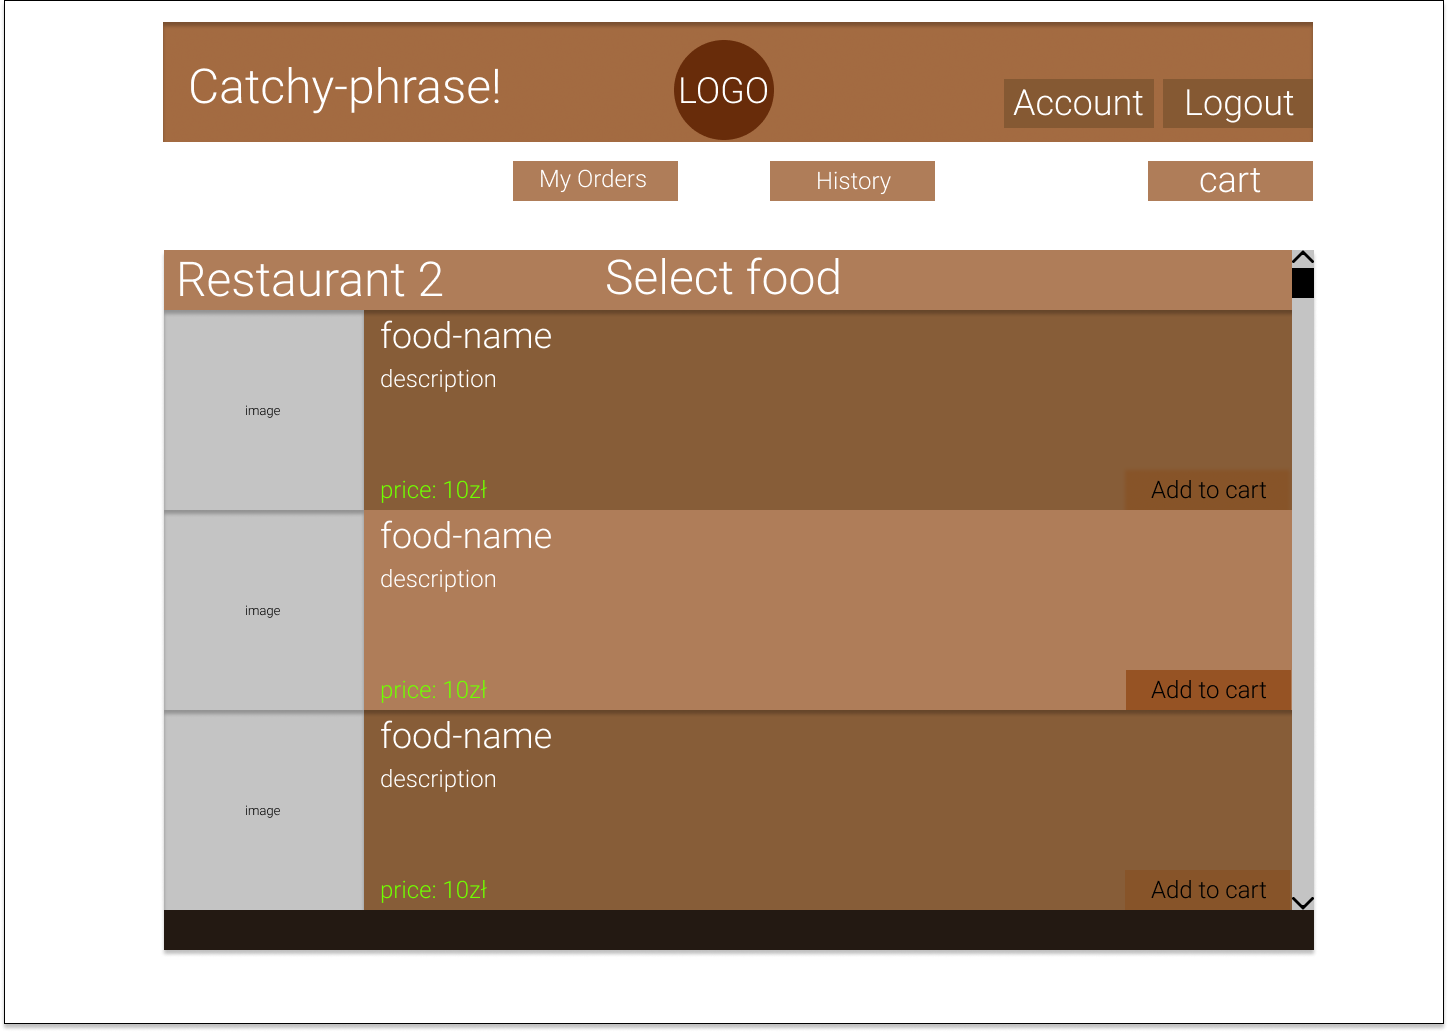 Catchy-phrase!
LOGO
Account
Logout
My Orders
History
cart
Restaurant 2
Select food
food-name
description
image
price: 10zł
Add to cart
food-name
description
image
price: 10zł
Add to cart
food-name
description
image
price: 10zł
Add to cart